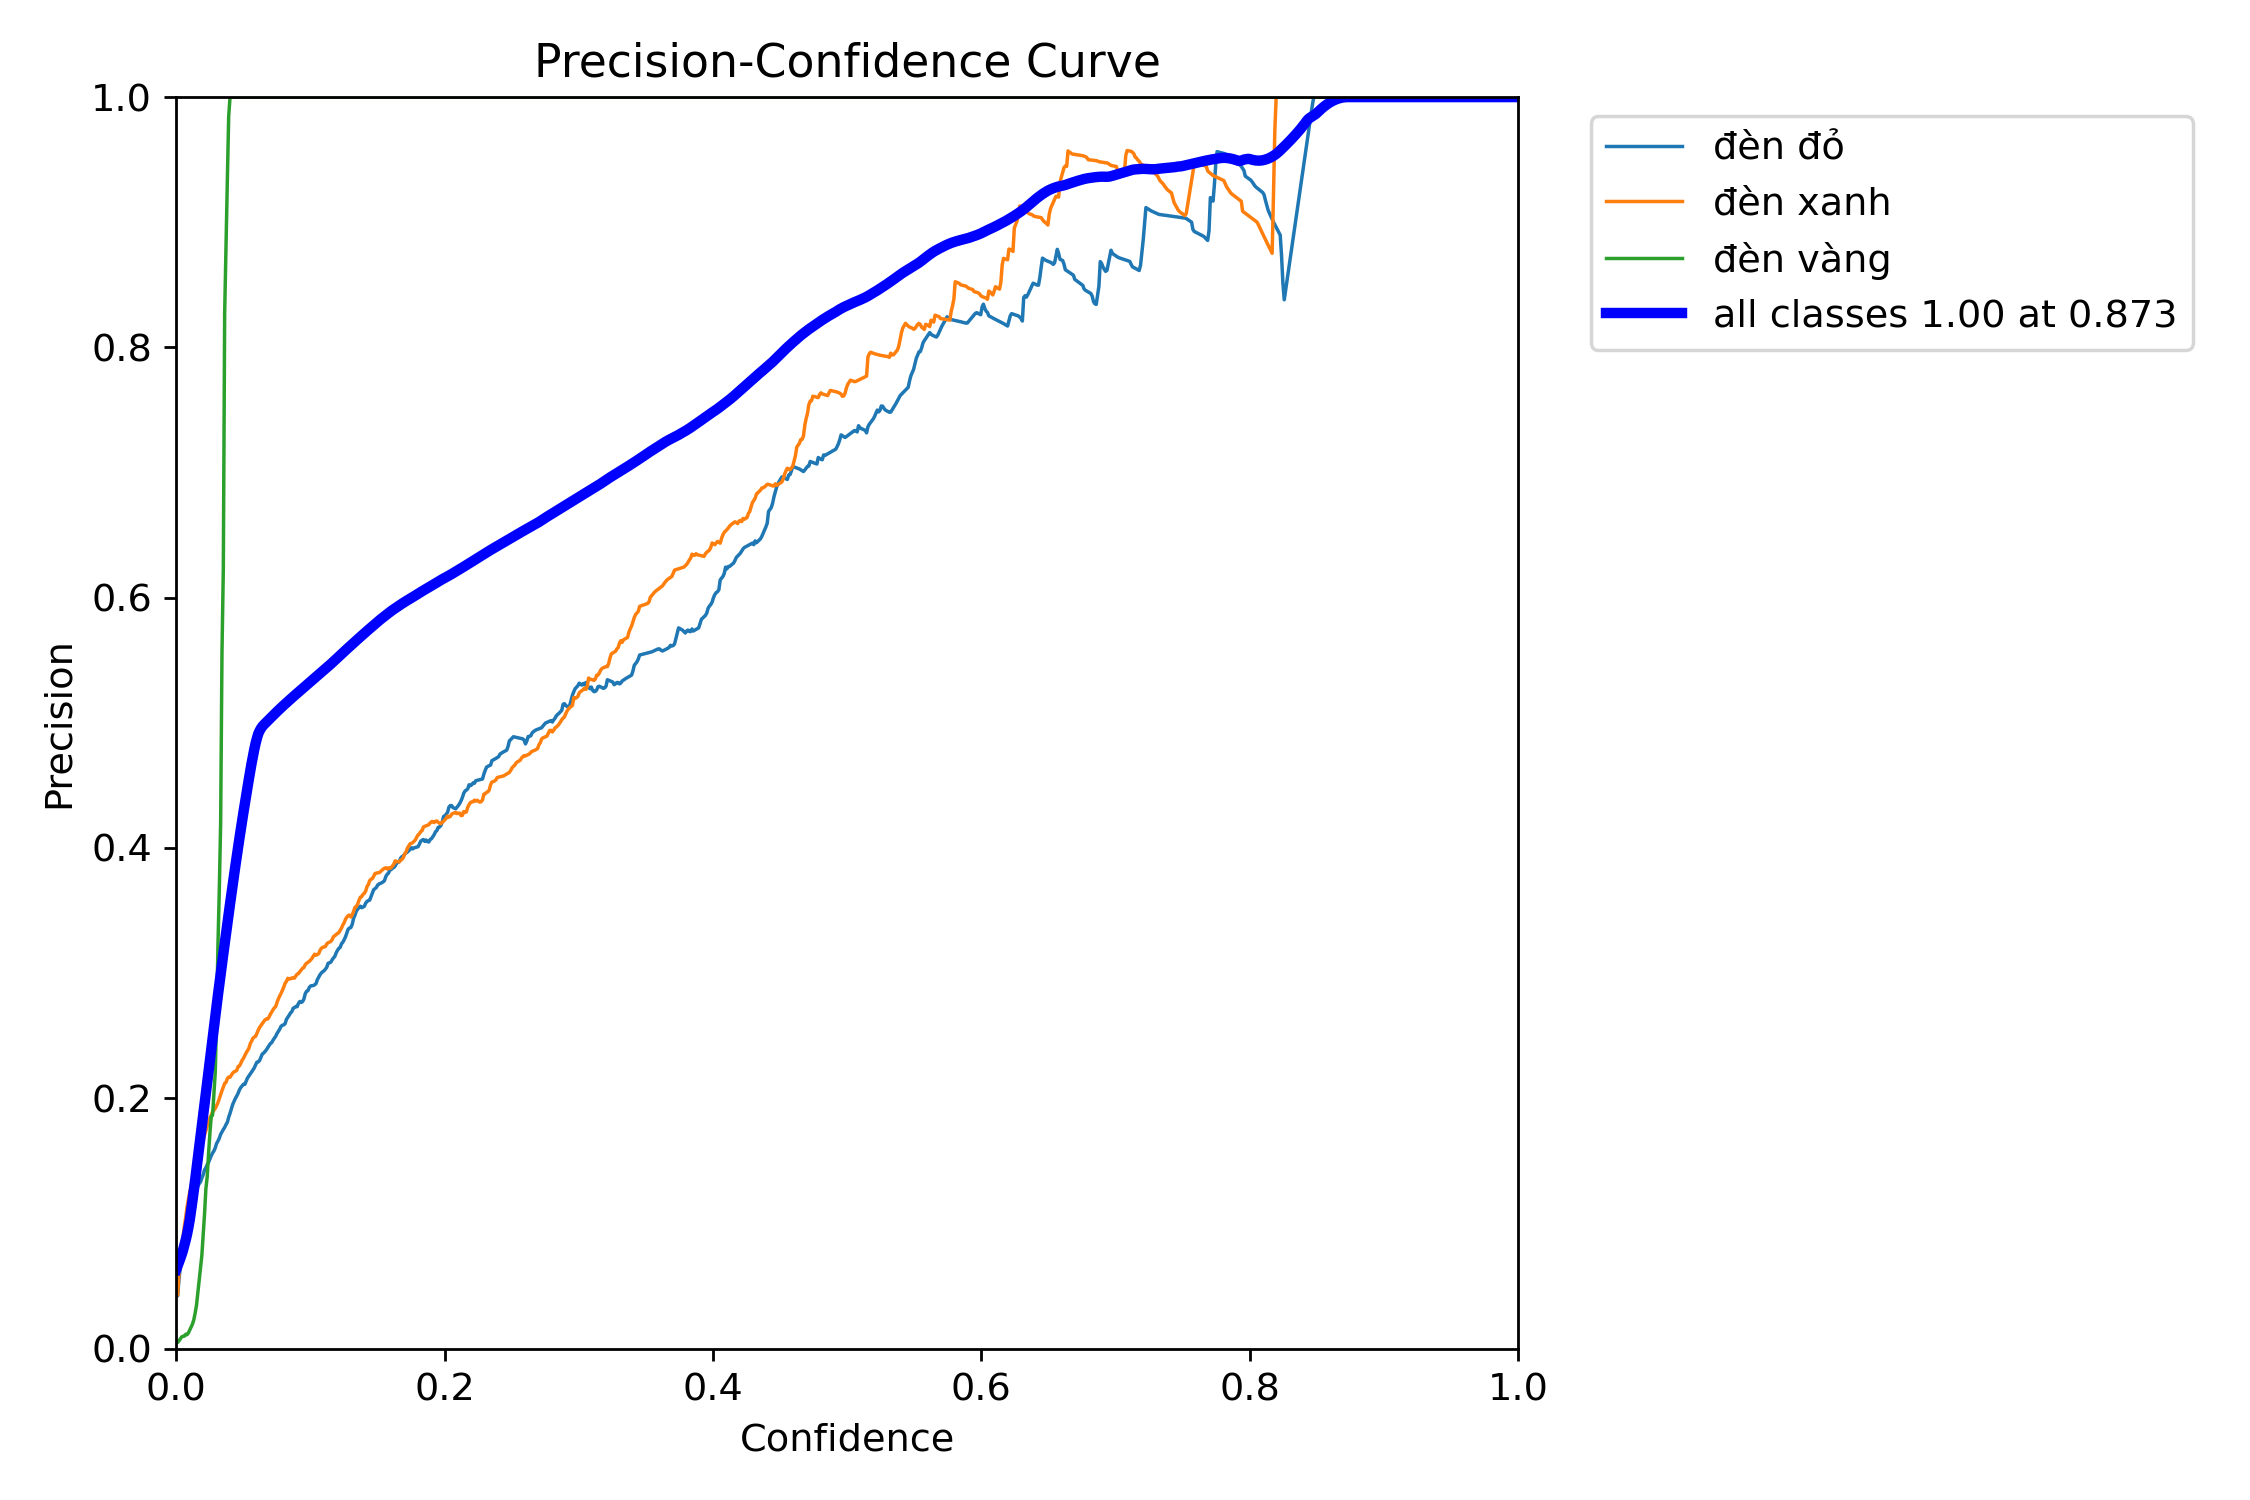 Precision-Confidence Curve
1.0
0.8
0.6
0.4
0.2
0.0
Precision
0.0 0.2 0.4 0.6 0.8 1.0
Confidence
đèn đỏ
đèn xanh
đèn vàng
all classes 1.00 at 0.873